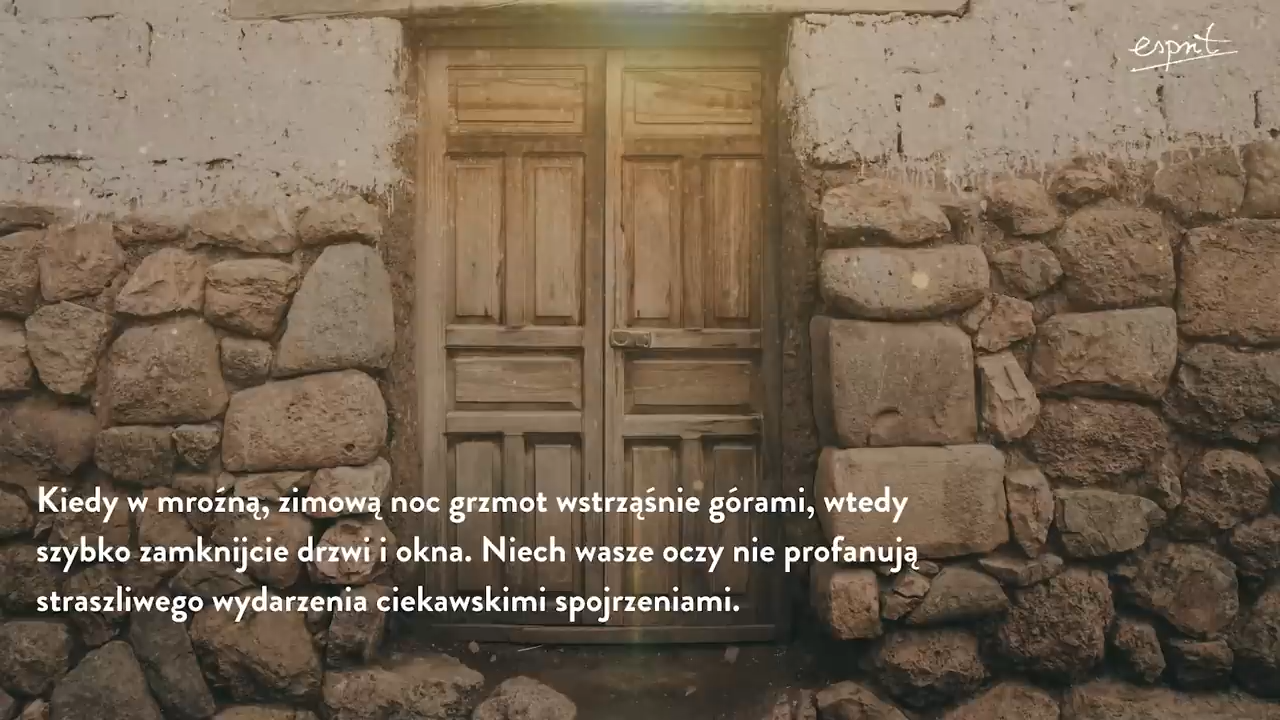 esprit
Kiedy w mroźną, zimową noc grzmot wstrząśnie górami, wtedy
szybko zamknijcie drzwi i okna. Niech wasze oczy nie profanują
straszliwego wydarzenia ciekawskimi spojrzeniami.